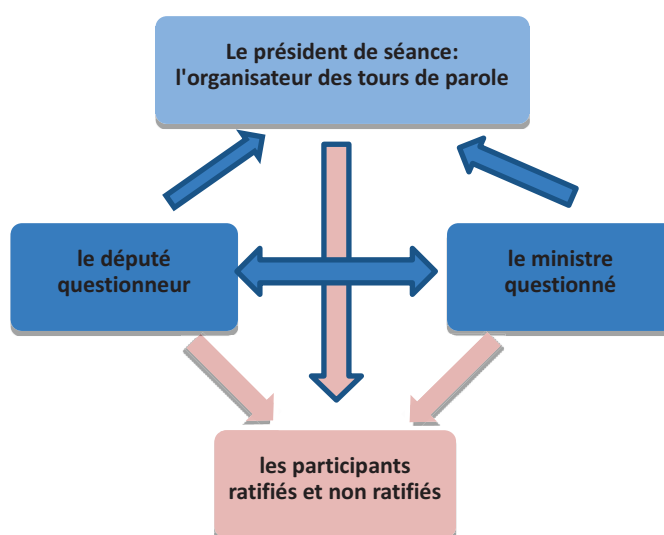 Le président de séance:
l'organisateur des tours de parole
le député
questionneur
le ministre
questionné
les participants
ratifiés et non ratifiés